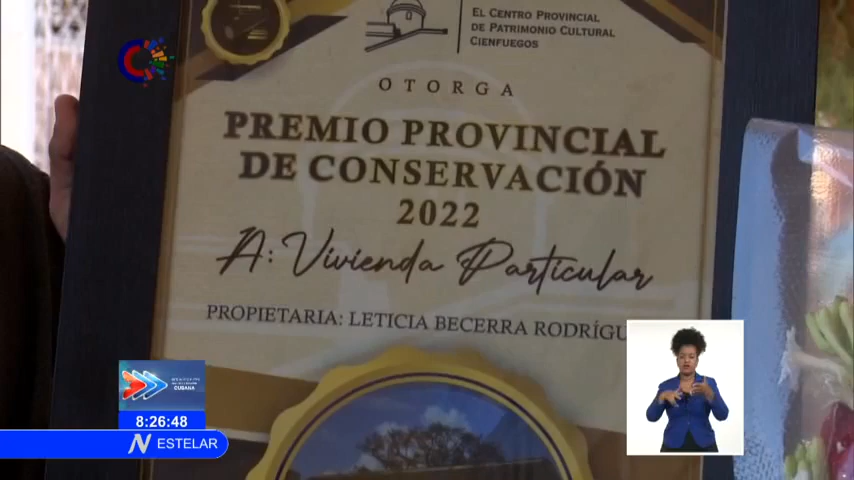 EL CENTRO PROVINCIAL
DE PATRIMONIO CULTURAL
CIENFUEGOS
OTORGA
PREMIO PROVINCIAL
DE CONSERVACIÓN
2022
A: Vivienda Particular
PROPIETARIA: LETICIA BECERRA RODRÍGU
CUBANA
8:26:48
N ESTELAR